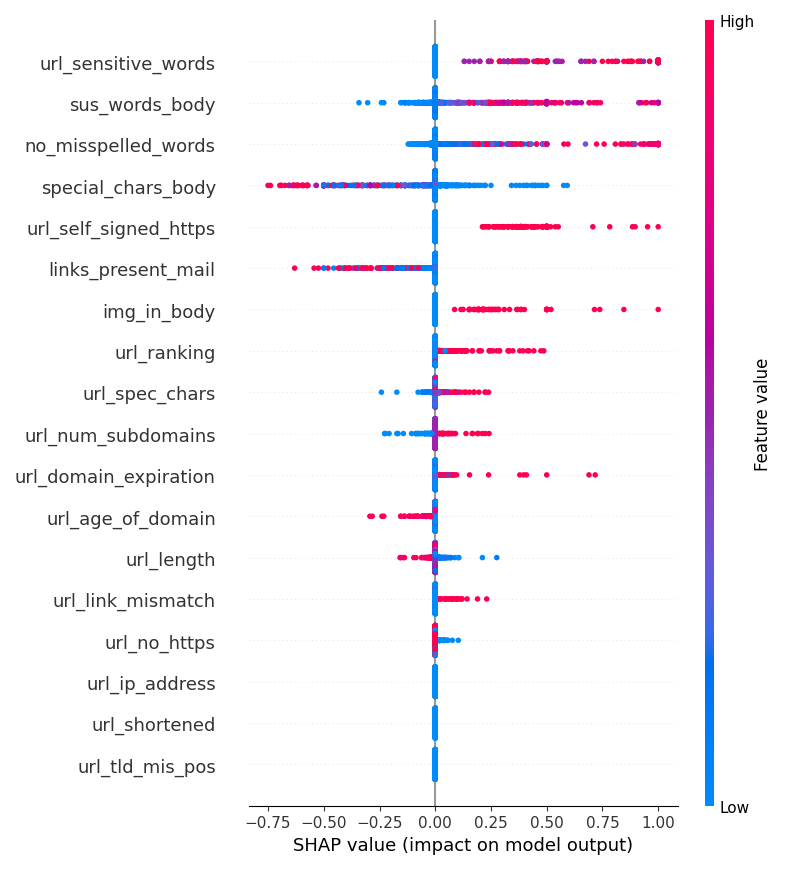 High
url_sensitive_words
sus_words_body
no_misspelled_words
special_chars_body
url_self_signed_https
links_present_mail
img_in_body
url_ranking
url_spec_chars
url_num_subdomains
Feature value
url_domain_expiration
url_age_of_domain
url_length
url_link_mismatch
url_no_https
url_ip_address
url_shortened
url_tld_mis_pos
Low
−0.75 −0.50 −0.25 0.00 0.25 0.50 0.75 1.00
SHAP value (impact on model output)